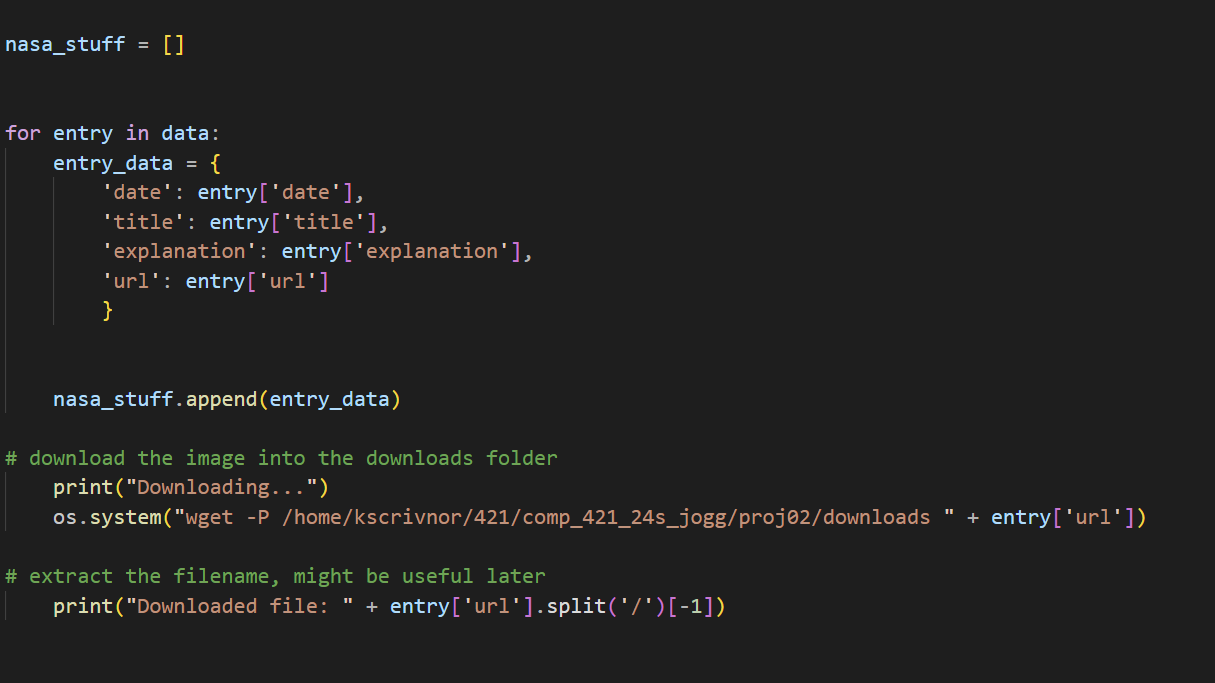 nasa_stuff = []
for entry in data:
    entry_data = {
        'date': entry['date'],
        'title': entry['title'],
        'explanation': entry['explanation'],
        'url': entry['url']
        }
    nasa_stuff.append(entry_data)
# download the image into the downloads folder
    print("Downloading...")
    os.system("wget -P /home/kscrivnor/421/comp_421_24s_jogg/proj02/downloads " + entry['url'])
# extract the filename, might be useful later
    print("Downloaded file: " + entry['url'].split('/')[-1])